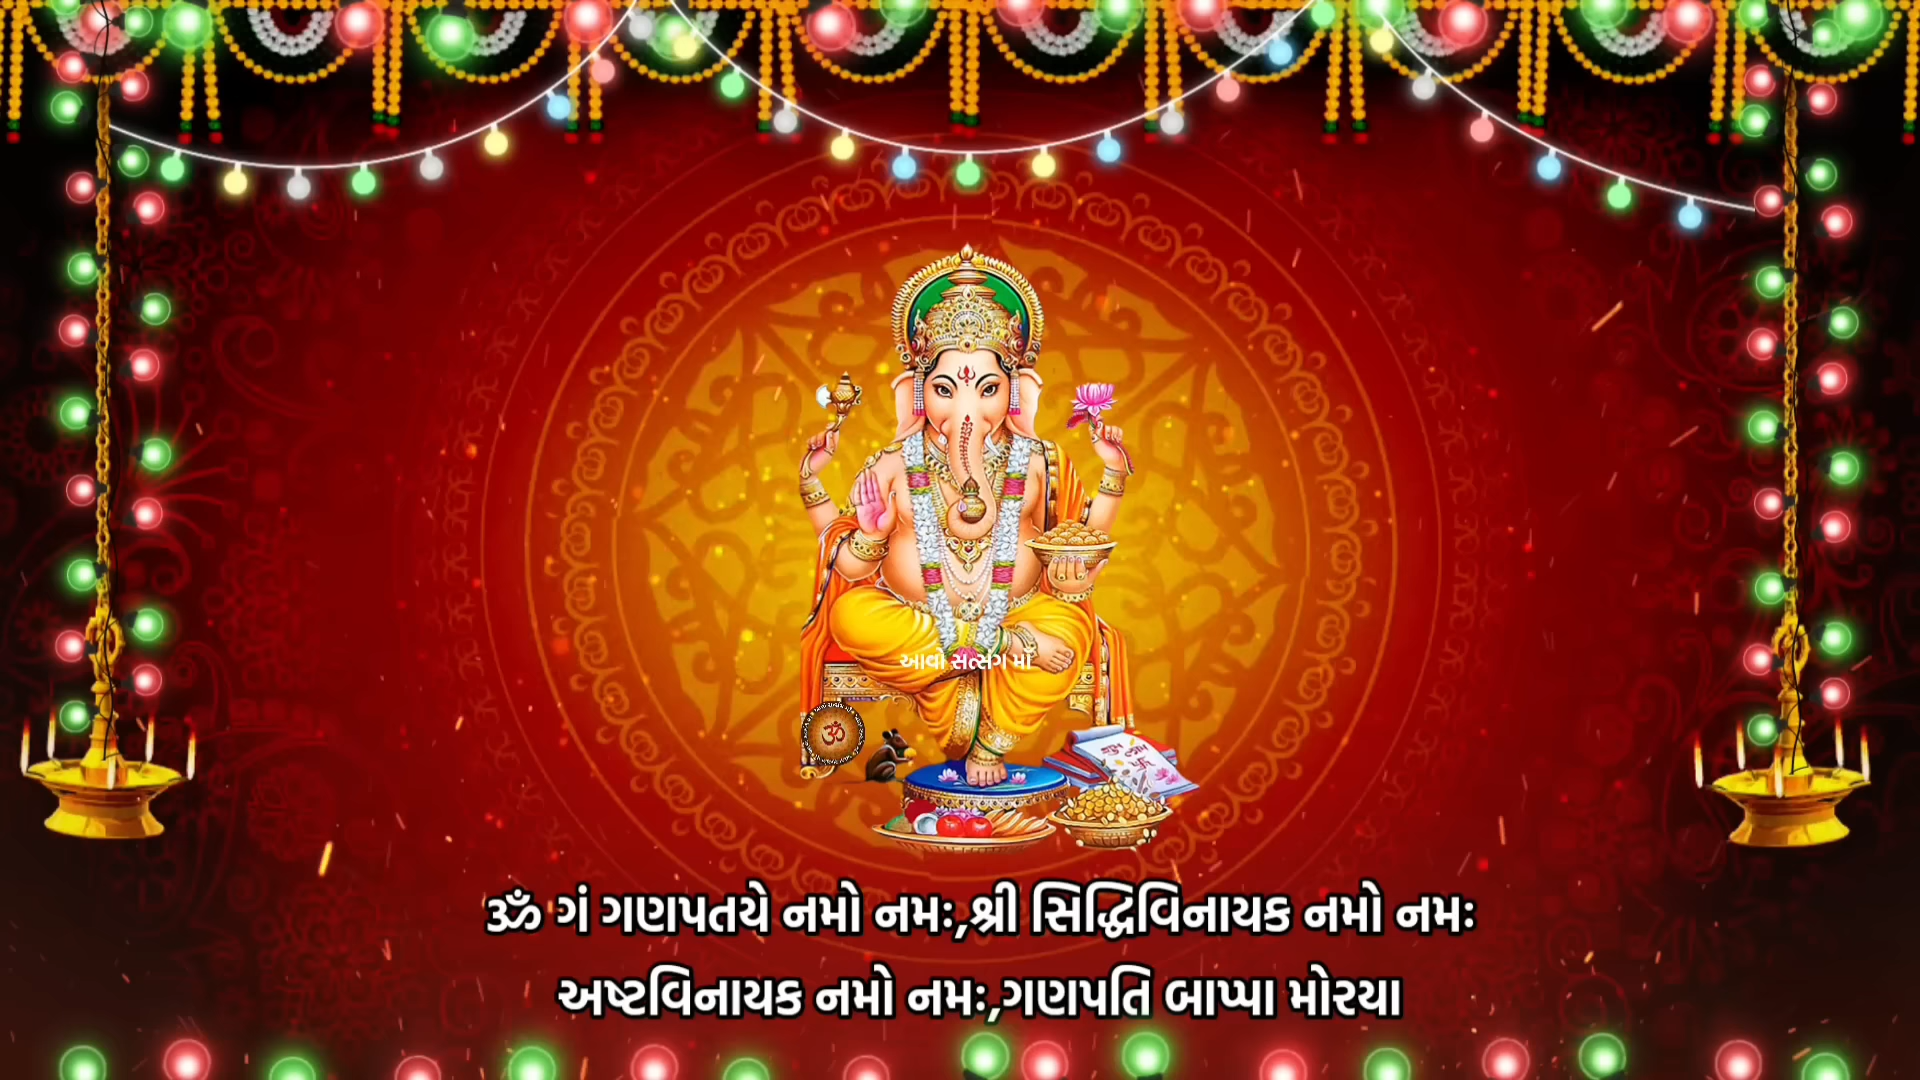 આવો સત્સંગ માઁ
ૐ
શુભ લાભ
ૐ ગં ગણપતયે નમો નમઃ,શ્રી સિદ્ધિવિનાયક નમો નમઃ
અષ્ટવિનાયક નમો નમઃ,ગણપતિ બાપ્પા મોરયા